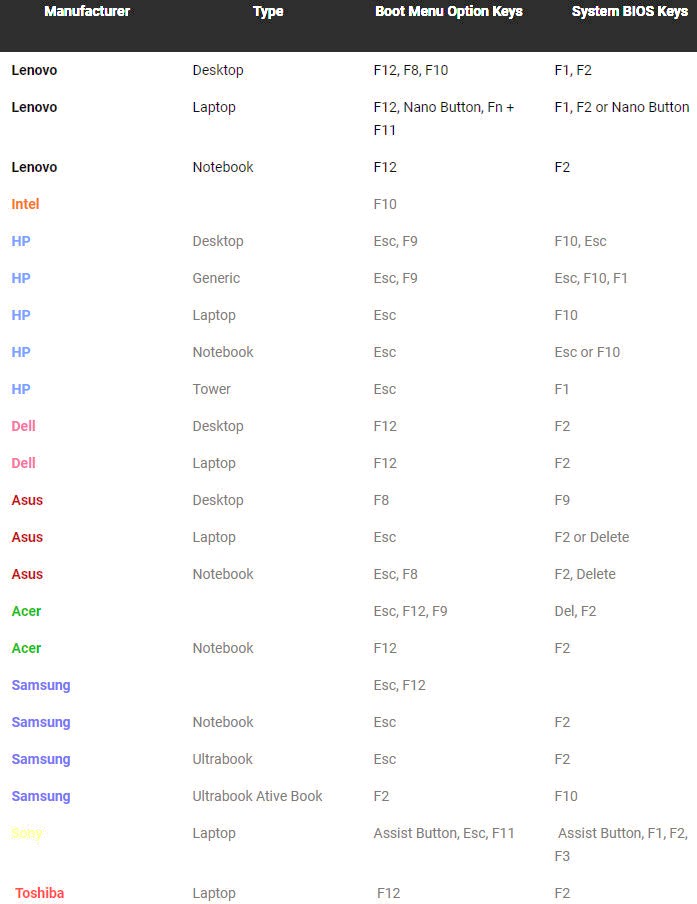 Manufacturer Type Boot Menu Option Keys System BIOS Keys
Lenovo Desktop F12, F8, F10 F1, F2
Lenovo Laptop F12, Nano Button, Fn + F1, F2 or Nano Button
F11
Lenovo Notebook F12 F2
Intel F10
HP Desktop Esc, F9 F10, Esc
HP Generic Esc, F9 Esc, F10, F1
HP Laptop Esc F10
HP Notebook Esc Esc or F10
HP Tower Esc F1
Dell Desktop F12 F2
Dell Laptop F12 F2
Asus Desktop F8 F9
Asus Laptop Esc F2 or Delete
Asus Notebook Esc, F8 F2, Delete
Acer Esc, F12, F9 Del, F2
Acer Notebook F12 F2
Samsung Esc, F12
Samsung Notebook Esc F2
Samsung Ultrabook Esc F2
Samsung Ultrabook Ative Book F2 F10
Sony Laptop Assist Button, Esc, F11 Assist Button, F1, F2,
F3
Toshiba Laptop F12 F2